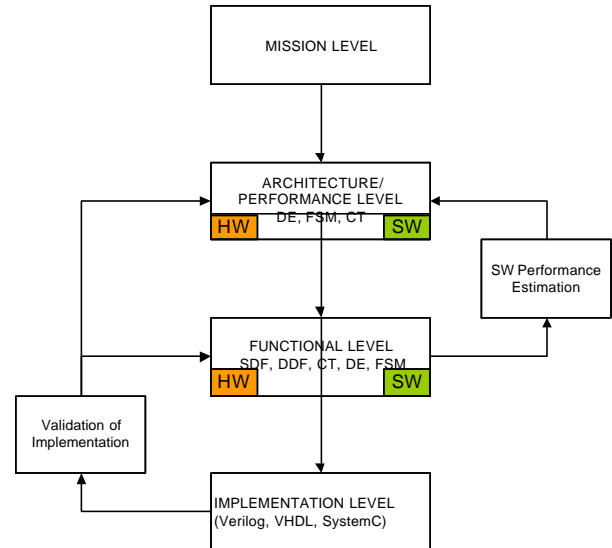 MISSION LEVEL
ARCHITECTURE/
PERFORMANCE LEVEL
DE, FSM, CT
HW
SW
SW Performance
Estimation
FUNCTIONAL LEVEL
SDF, DDF, CT, DE, FSM
HW
SW
Validation of
Implementation
IMPLEMENTATION LEVEL
(Verilog, VHDL, SystemC)